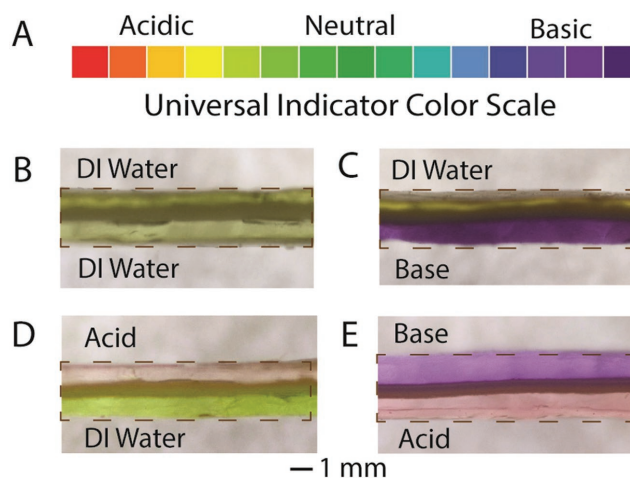 A
Acidic Neutral Basic
Universal Indicator Color Scale
B
DI Water
DI Water
C
DI Water
Base
D
Acid
DI Water
E
Base
Acid
1 mm